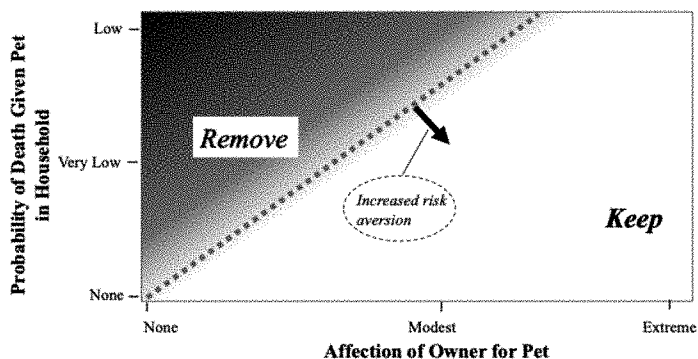 Probability of Death Given Pet
in Household
Low
Very Low
None
Remove
Increased risk
aversion
Keep
None
Modest
Extreme
Affection of Owner for Pet